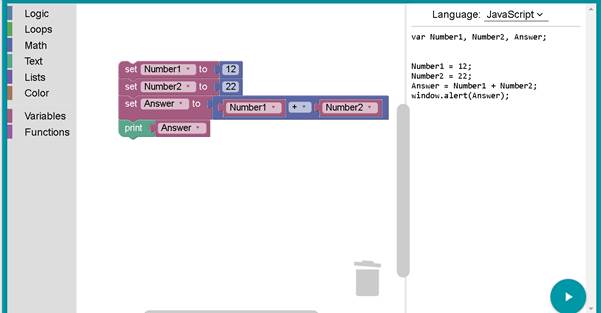 Logic
Loops
Math
Text
Lists
Color
Variables
Functions
set Number1 to 12
set Number2 to 22
set Answer to Number1 + Number2
print Answer
Language: JavaScript
var Number1, Number2, Answer;
Number1 = 12;
Number2 = 22;
Answer = Number1 + Number2;
window.alert(Answer);